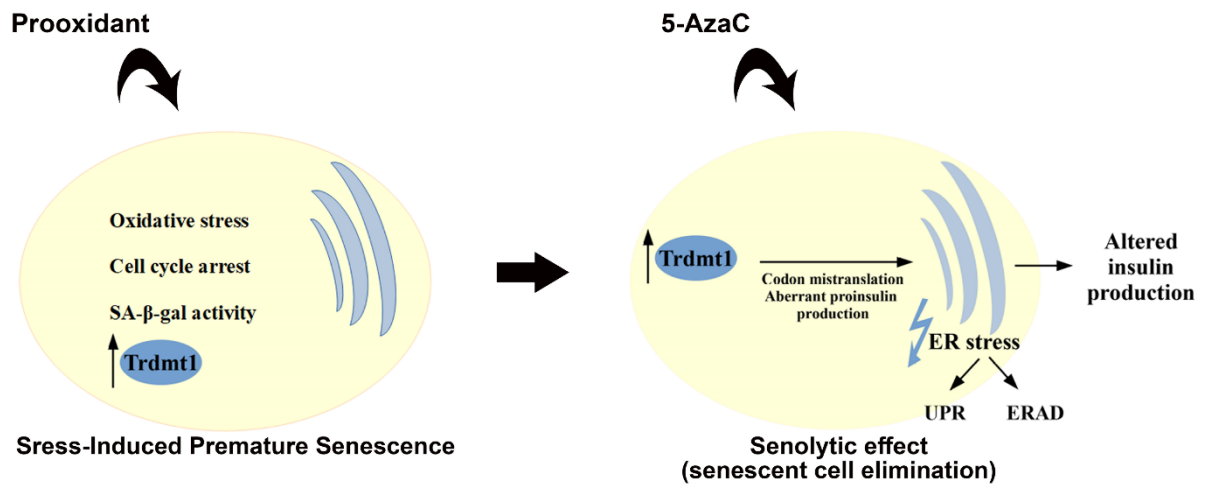 Prooxidant
Oxidative stress
Cell cycle arrest
SA-β-gal activity
Trdmt1
Sress-Induced Premature Senescence
5-AzaC
Trdmt1
Codon mistranslation
Aberrant proinsulin
production
ER stress
UPR
ERAD
Altered
insulin
production
Senolytic effect
(senescent cell elimination)